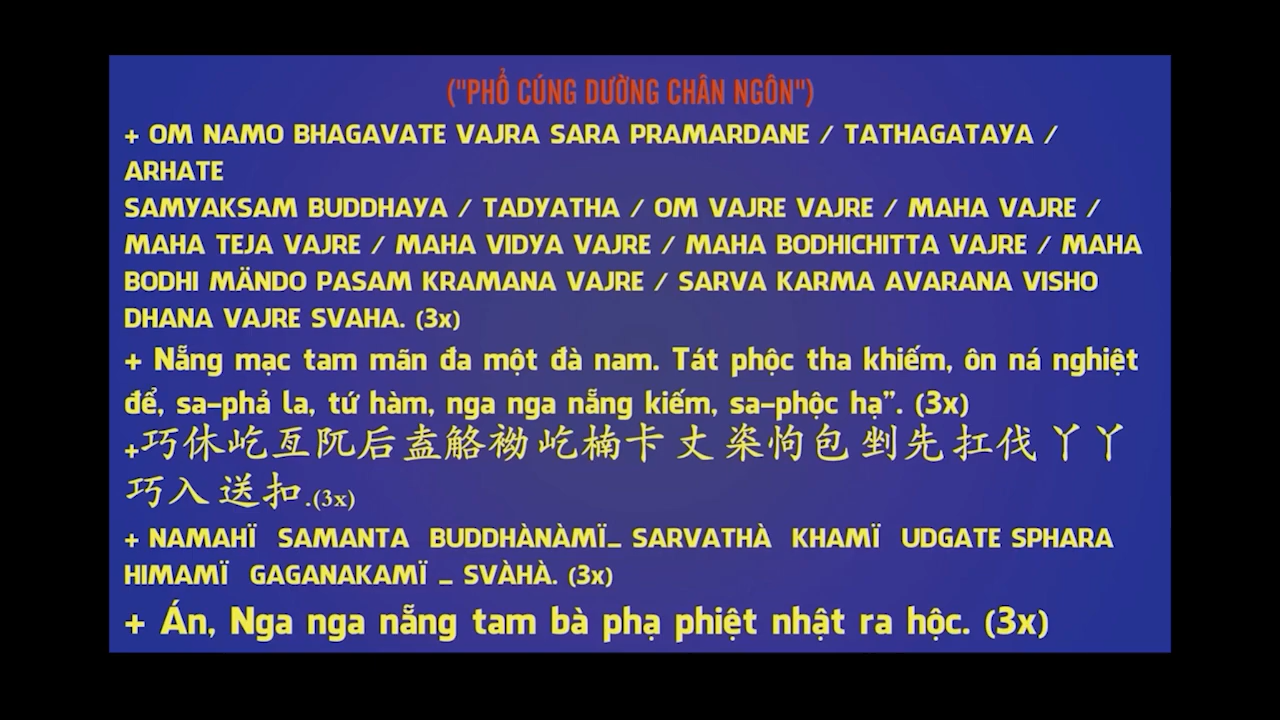 ("PHỔ CÚNG DƯỜNG CHÂN NGÔN")
+ OM NAMO BHAGAVATE VAJRA SARA PRAMARDANE / TATHAGATAYA /
ARHATE
SAMYAKSAM BUDDHAYA / TADYATHA / OM VAJRE VAJRE / MAHA VAJRE /
MAHA TEJA VAJRE / MAHA VIDYA VAJRE / MAHA BODHICHITTA VAJRE / MAHA
BODHI MÄNDO PASAM KRAMANA VAJRE / SARVA KARMA AVARANA VISHO
DHANA VAJRE SVAHA. (3x)
+ Nẵng mạc tam mãn đa một đà nam. Tát phộc tha khiếm, ôn ná nghiệt
để, sa-phả la, tứ hàm, nga nga nẵng kiếm, sa-phộc hạ”. (3x)
+巧休屹亙阢后盍觡袎屹楠卡丈粢怐包剉先扛伐丫丫
巧入送扣.(3x)
+ NAMAHÏ SAMANTA BUDDHÀNÀMÏ_ SARVATHÀ KHAMÏ UDGATE SPHARA
HIMAMÏ GAGANAKAMÏ _ SVÀHÀ. (3x)
+ Án, Nga nga nẵng tam bà phạ phiệt nhật ra hộc. (3x)